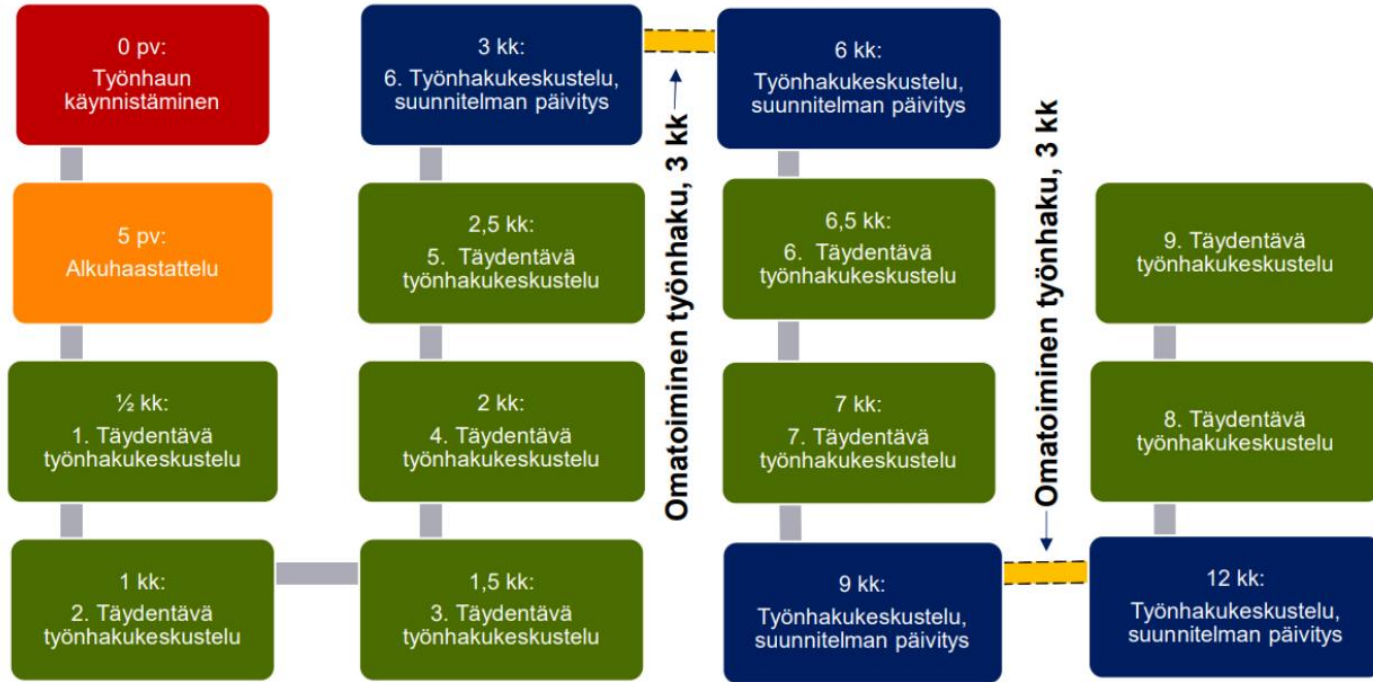 0 pv:
Työnhaun
käynnistäminen
5 pv:
Alkuhaastattelu
½ kk:
1. Täydentävä
työnhakukeskustelu
1 kk:
2. Täydentävä
työnhakukeskustelu
1,5 kk:
3. Täydentävä
työnhakukeskustelu
2 kk:
4. Täydentävä
työnhakukeskustelu
2,5 kk:
5. Täydentävä
työnhakukeskustelu
3 kk:
6. Työnhakukeskustelu,
suunnitelman päivitys
Omatoiminen työnhaku, 3 kk
6 kk:
Työnhakukeskustelu,
suunnitelman päivitys
6,5 kk:
6. Täydentävä
työnhakukeskustelu
7 kk:
7. Täydentävä
työnhakukeskustelu
9 kk:
Työnhakukeskustelu,
suunnitelman päivitys
Omatoiminen työnhaku, 3 kk
12 kk:
Työnhakukeskustelu,
suunnitelman päivitys
8. Täydentävä
työnhakukeskustelu
9. Täydentävä
työnhakukeskustelu